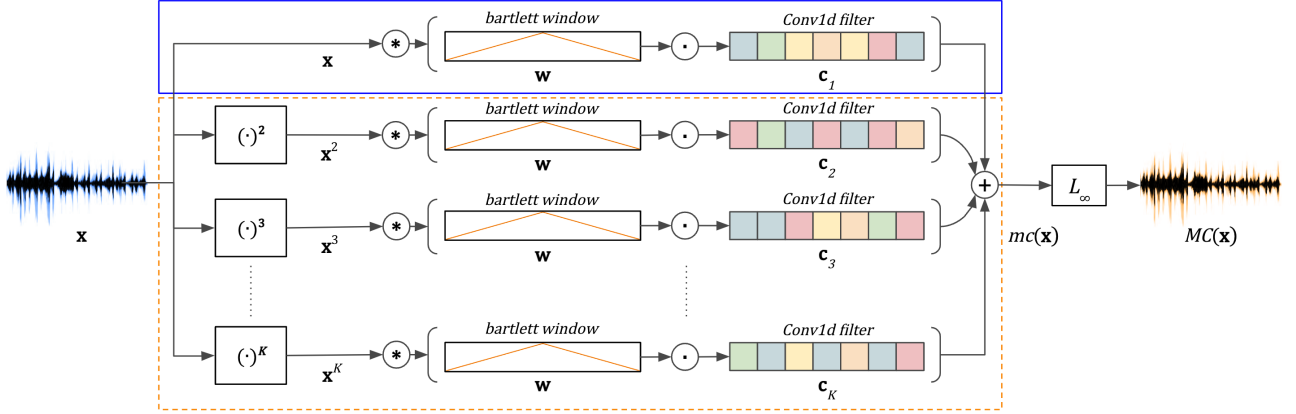 bartlett window Conv1d filter
x * w · c₁
bartlett window Conv1d filter
(·)² x² * w · c₂
x
bartlett window Conv1d filter
(·)³ x³ * w · c₃
+ mc(x) L∞ MC(x)
bartlett window Conv1d filter
(·)ᴷ xᴷ * w · c_K